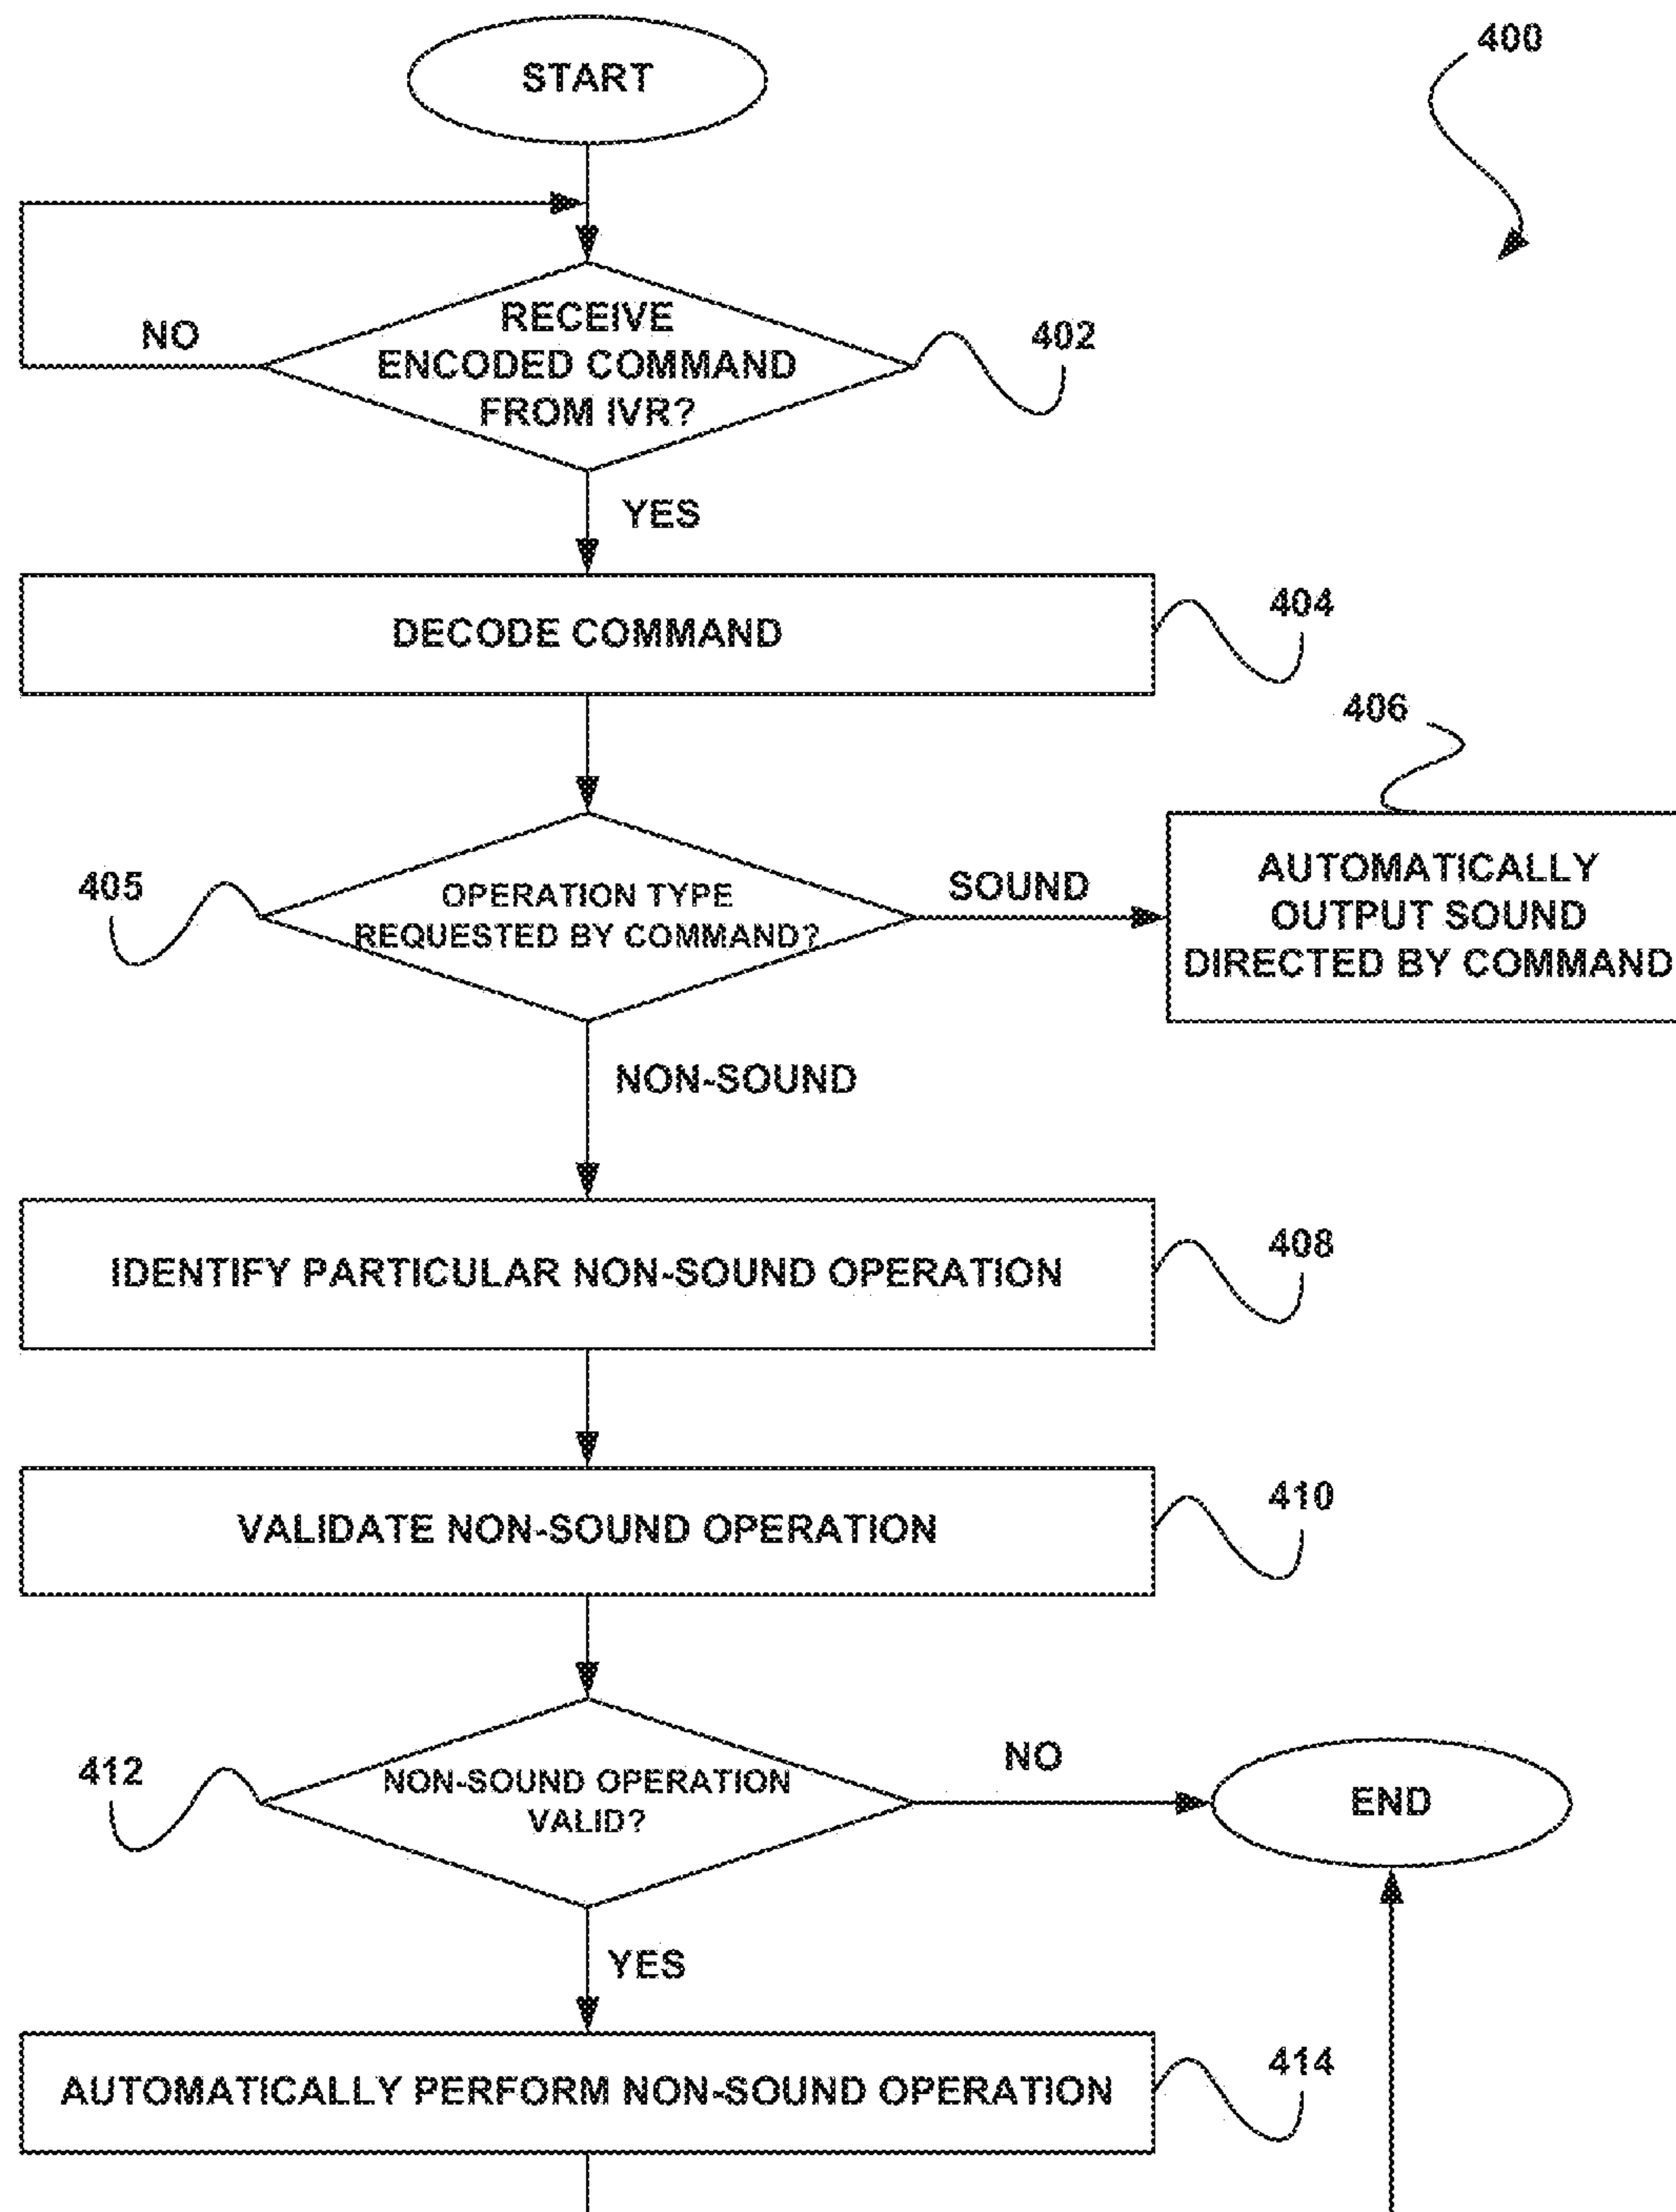 START
400
RECEIVE
ENCODED COMMAND
FROM IVR?
NO
402
YES
DECODE COMMAND
404
406
405
OPERATION TYPE
REQUESTED BY COMMAND?
SOUND
AUTOMATICALLY
OUTPUT SOUND
DIRECTED BY COMMAND
NON-SOUND
IDENTIFY PARTICULAR NON-SOUND OPERATION
408
VALIDATE NON-SOUND OPERATION
410
412
NON-SOUND OPERATION
VALID?
NO
END
YES
AUTOMATICALLY PERFORM NON-SOUND OPERATION
414